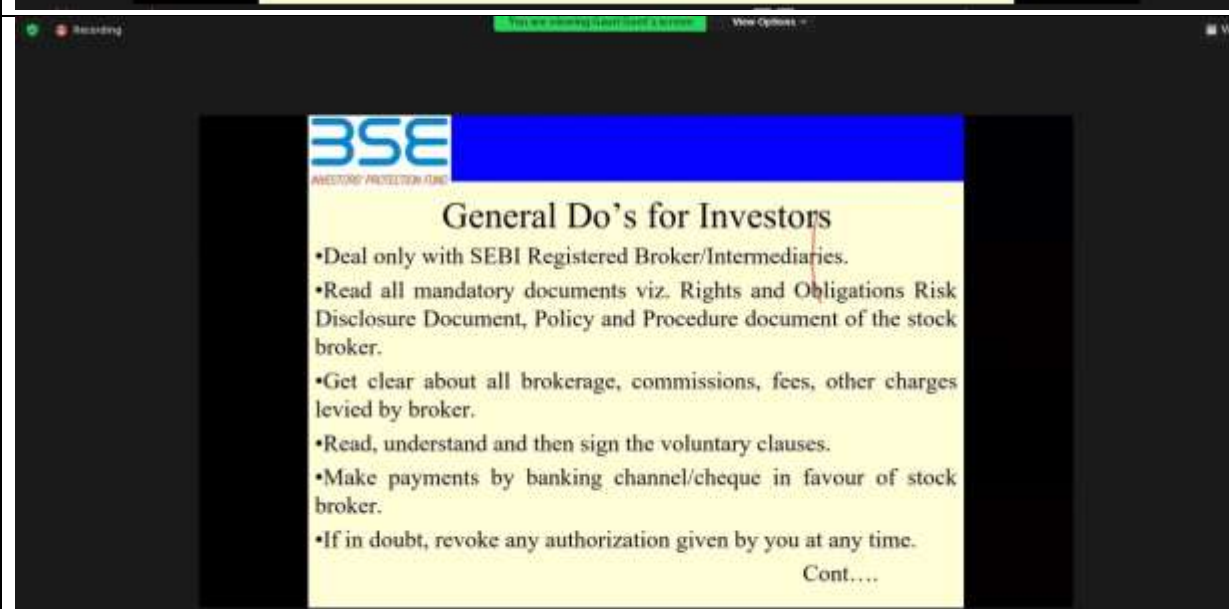 Recording
View Options
BSE
INVESTORS' PROTECTION FUND
General Do's for Investors
•Deal only with SEBI Registered Broker/Intermediaries.
•Read all mandatory documents viz. Rights and Obligations Risk
Disclosure Document, Policy and Procedure document of the stock
broker.
•Get clear about all brokerage, commissions, fees, other charges
levied by broker.
•Read, understand and then sign the voluntary clauses.
•Make payments by banking channel/cheque in favour of stock
broker.
•If in doubt, revoke any authorization given by you at any time.
Cont....